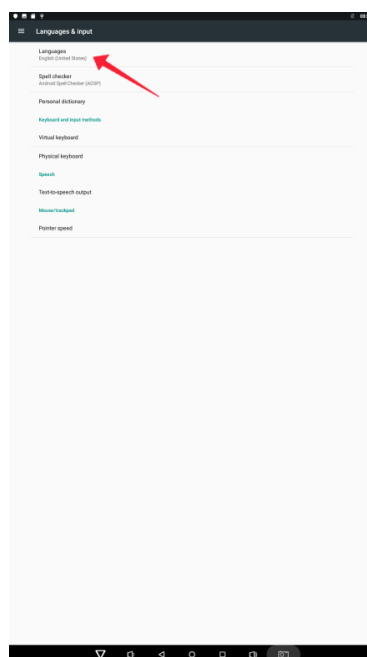 Languages & input
Languages
English (United States)
Spell checker
Android Spell Checker (AOSP)
Personal dictionary
Keyboard and input methods
Virtual keyboard
Physical keyboard
Speech
Text-to-speech output
Mouse/trackpad
Pointer speed